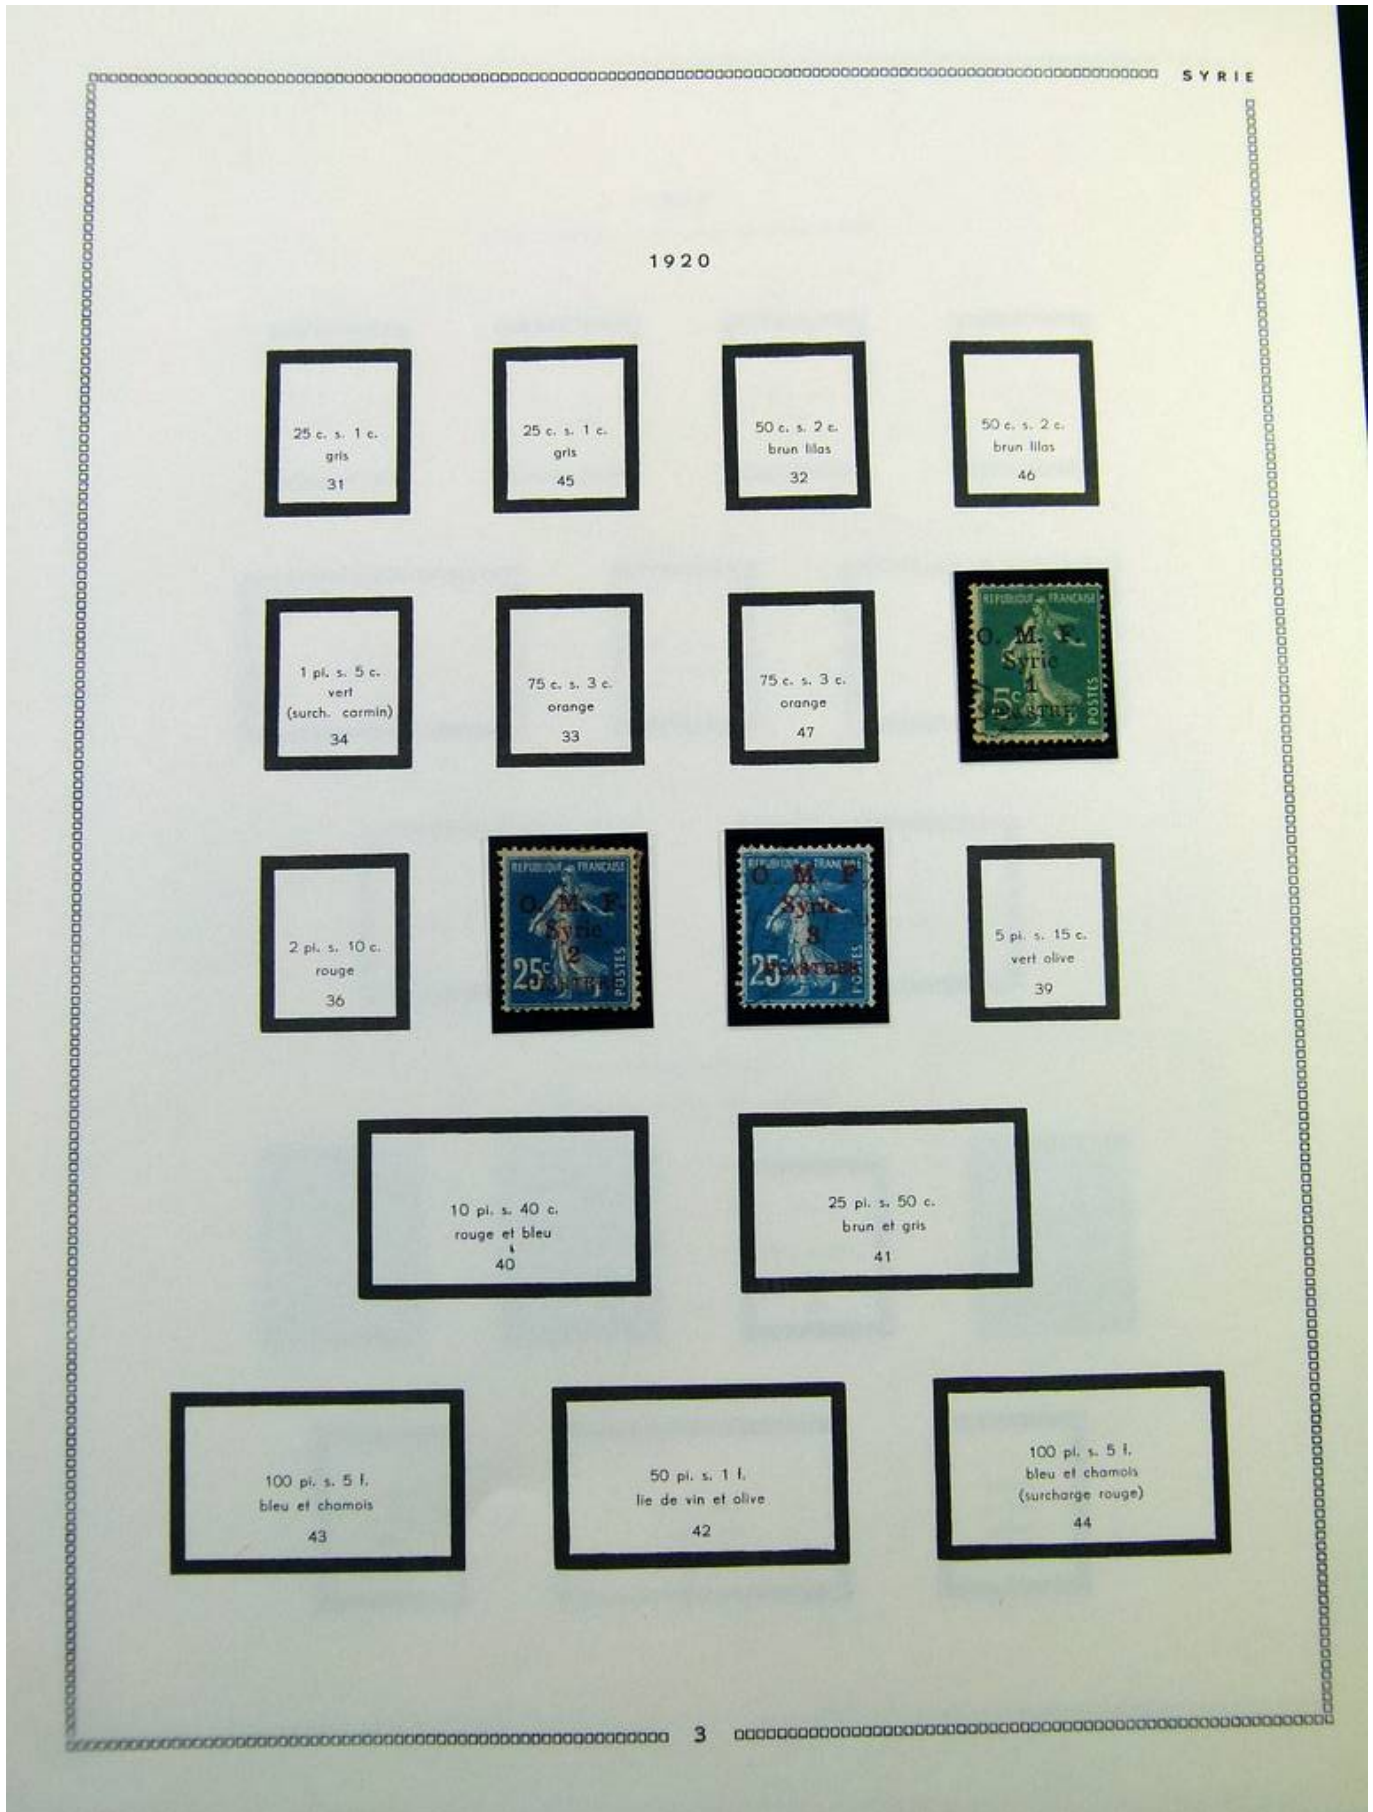 SYRIE
1920
25 c. s. 1 c.
gris
31
25 c. s. 1 c.
gris
45
50 c. s. 2 c.
brun lilas
32
50 c. s. 2 c.
brun lilas
46
1 pi. s. 5 c.
vert
(surch. carmin)
34
75 c. s. 3 c.
orange
33
75 c. s. 3 c.
orange
47
REPUBLIQUE FRANÇAISE
O. M. F.
Syrie
1
5c
PIASTRE
POSTES
2 pi. s. 10 c.
rouge
36
REPUBLIQUE FRANÇAISE
O. M. F.
Syrie
2
25c
POSTES
REPUBLIQUE FRANÇAISE
O. M. F
Syrie
3
25c
PIASTRES
POSTES
5 pi. s. 15 c.
vert olive
39
10 pi. s. 40 c.
rouge et bleu
40
25 pi. s. 50 c.
brun et gris
41
100 pi. s. 5 f.
bleu et chamois
43
50 pi. s. 1 f.
lie de vin et olive
42
100 pi. s. 5 f.
bleu et chamois
(surcharge rouge)
44
3